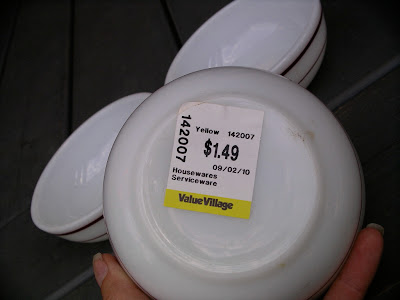 142007
Yellow 142007
$1.49
09/02/10
Housewares
Serviceware
Value Village